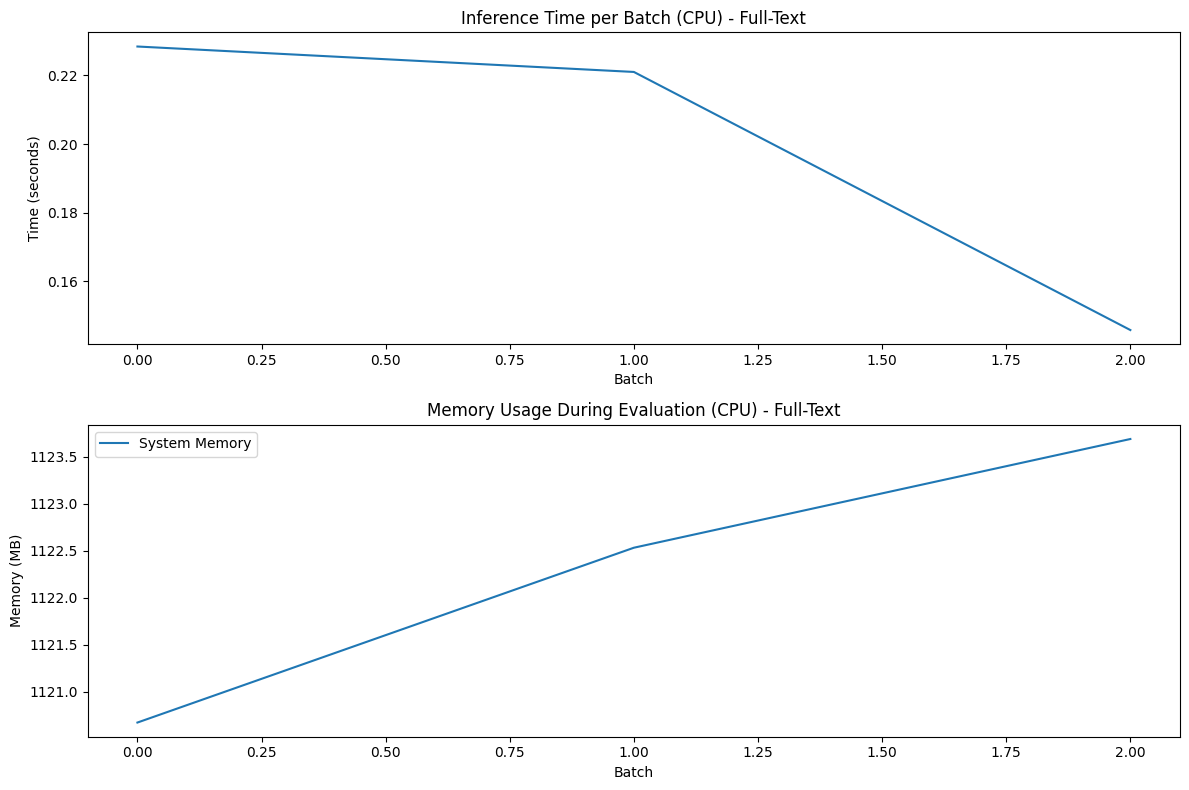 Inference Time per Batch (CPU) - Full-Text
Time (seconds)
0.22
0.20
0.18
0.16
0.00 0.25 0.50 0.75 1.00 1.25 1.50 1.75 2.00
Batch
Memory Usage During Evaluation (CPU) - Full-Text
System Memory
Memory (MB)
1123.5
1123.0
1122.5
1122.0
1121.5
1121.0
0.00 0.25 0.50 0.75 1.00 1.25 1.50 1.75 2.00
Batch